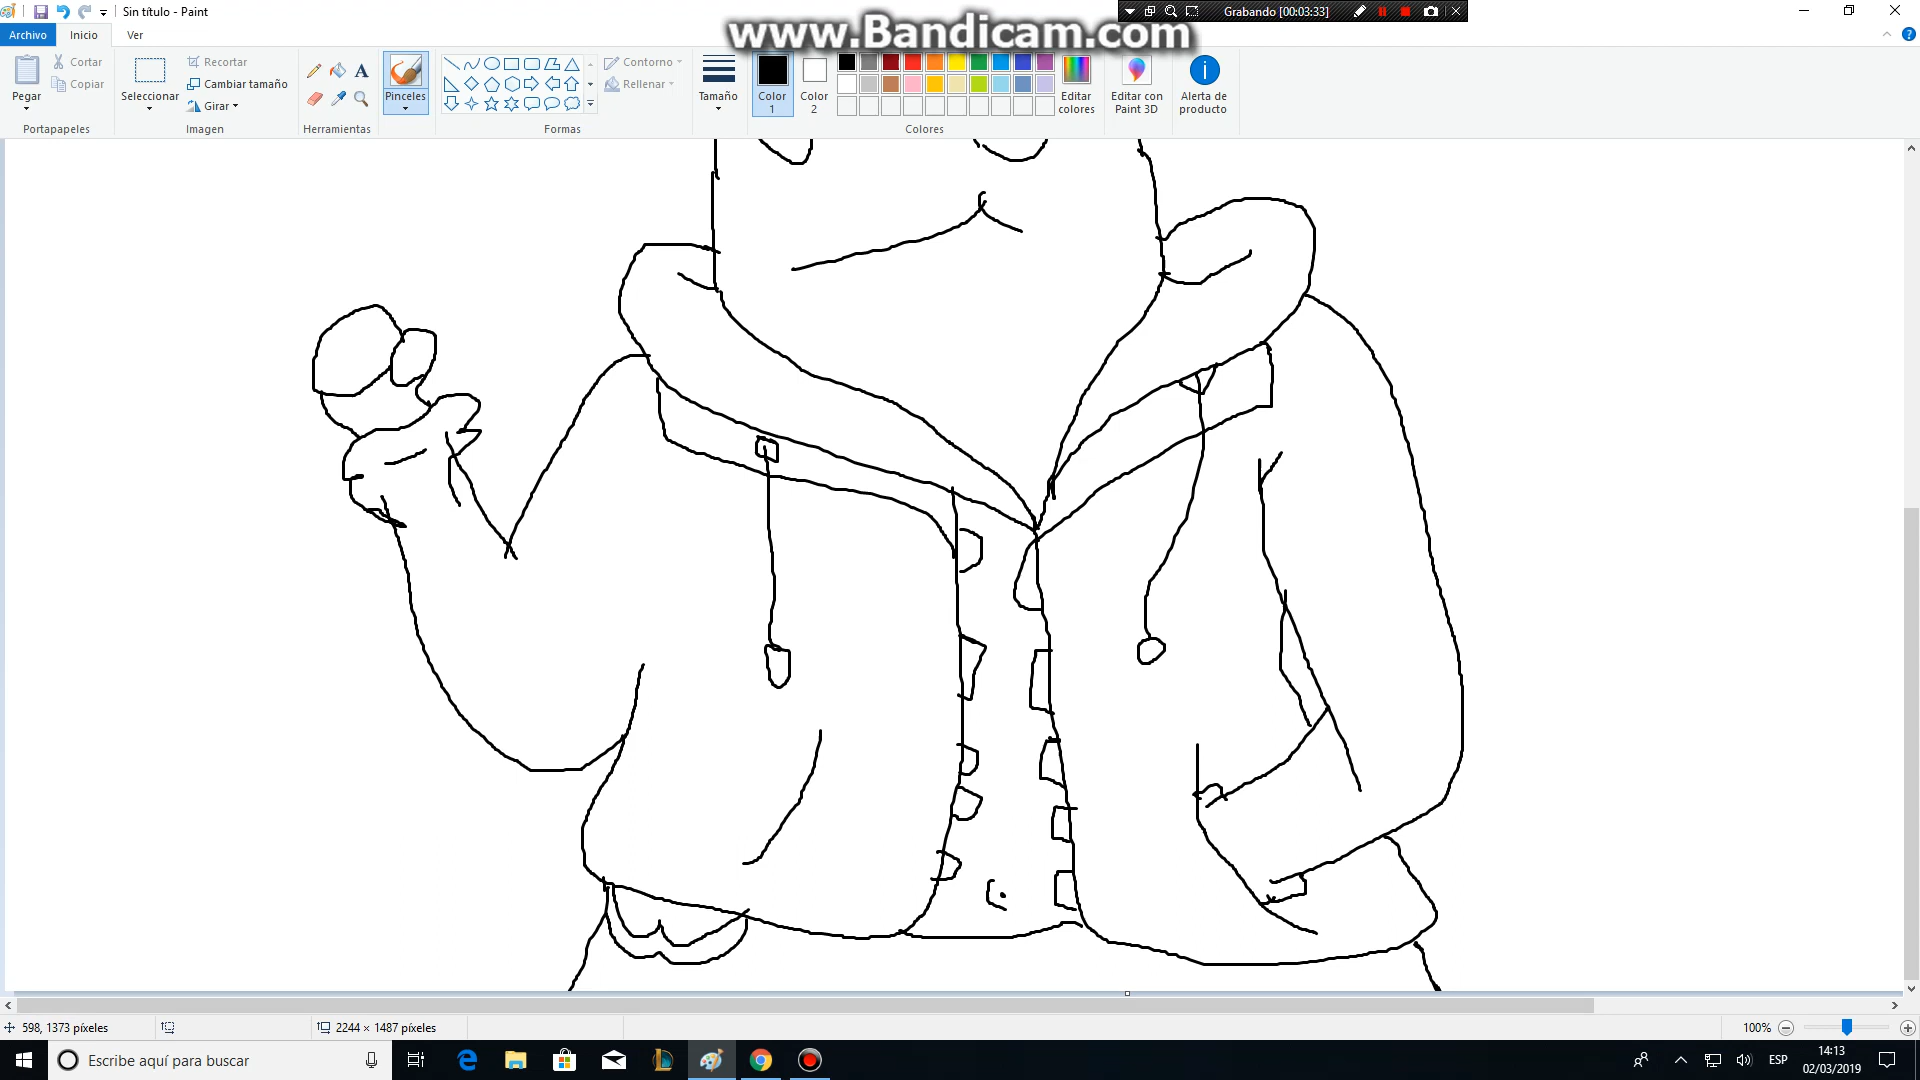 Sin título - Paint
www.Bandicam.com
Grabando [00:03:33]
Archivo
Inicio
Ver
Pegar
Cortar
Copiar
Portapapeles
Seleccionar
Recortar
Cambiar tamaño
Girar
Imagen
A
Herramientas
Pinceles
Contorno
Rellenar
Formas
Tamaño
Color
1
Color
2
Colores
Editar
colores
Editar con
Paint 3D
Alerta de
producto
598, 1373 píxeles
2244 × 1487 píxeles
100%
Escribe aquí para buscar
ESP
14:13
02/03/2019